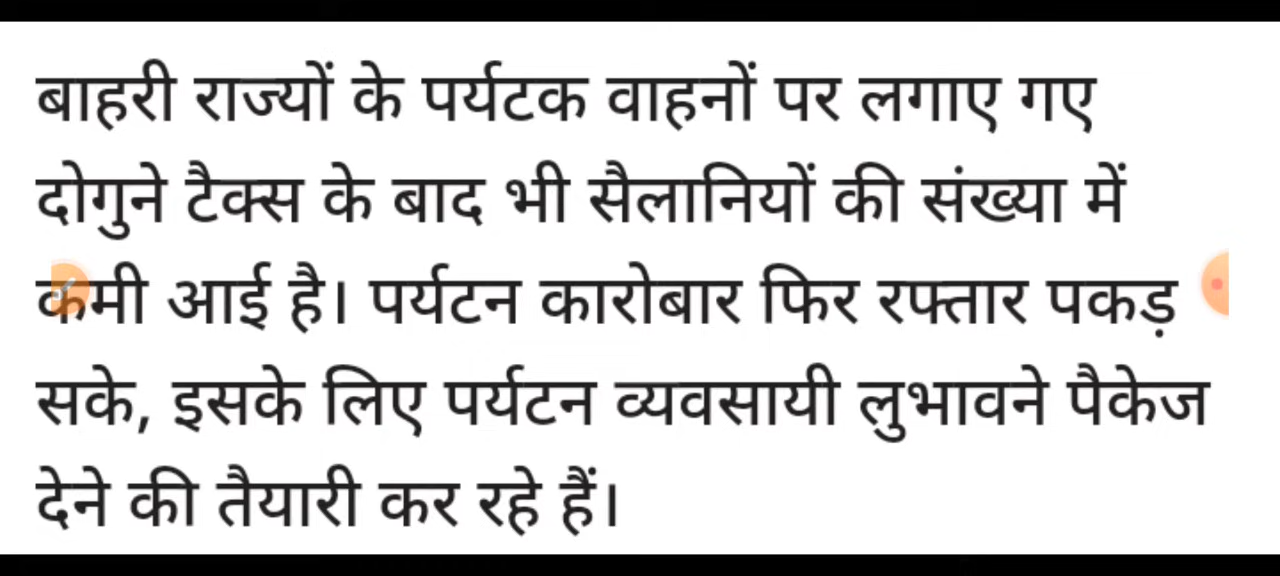 बाहरी राज्यों के पर्यटक वाहनों पर लगाए गए
दोगुने टैक्स के बाद भी सैलानियों की संख्या में
कमी आई है। पर्यटन कारोबार फिर रफ्तार पकड़
सके, इसके लिए पर्यटन व्यवसायी लुभावने पैकेज
देने की तैयारी कर रहे हैं।